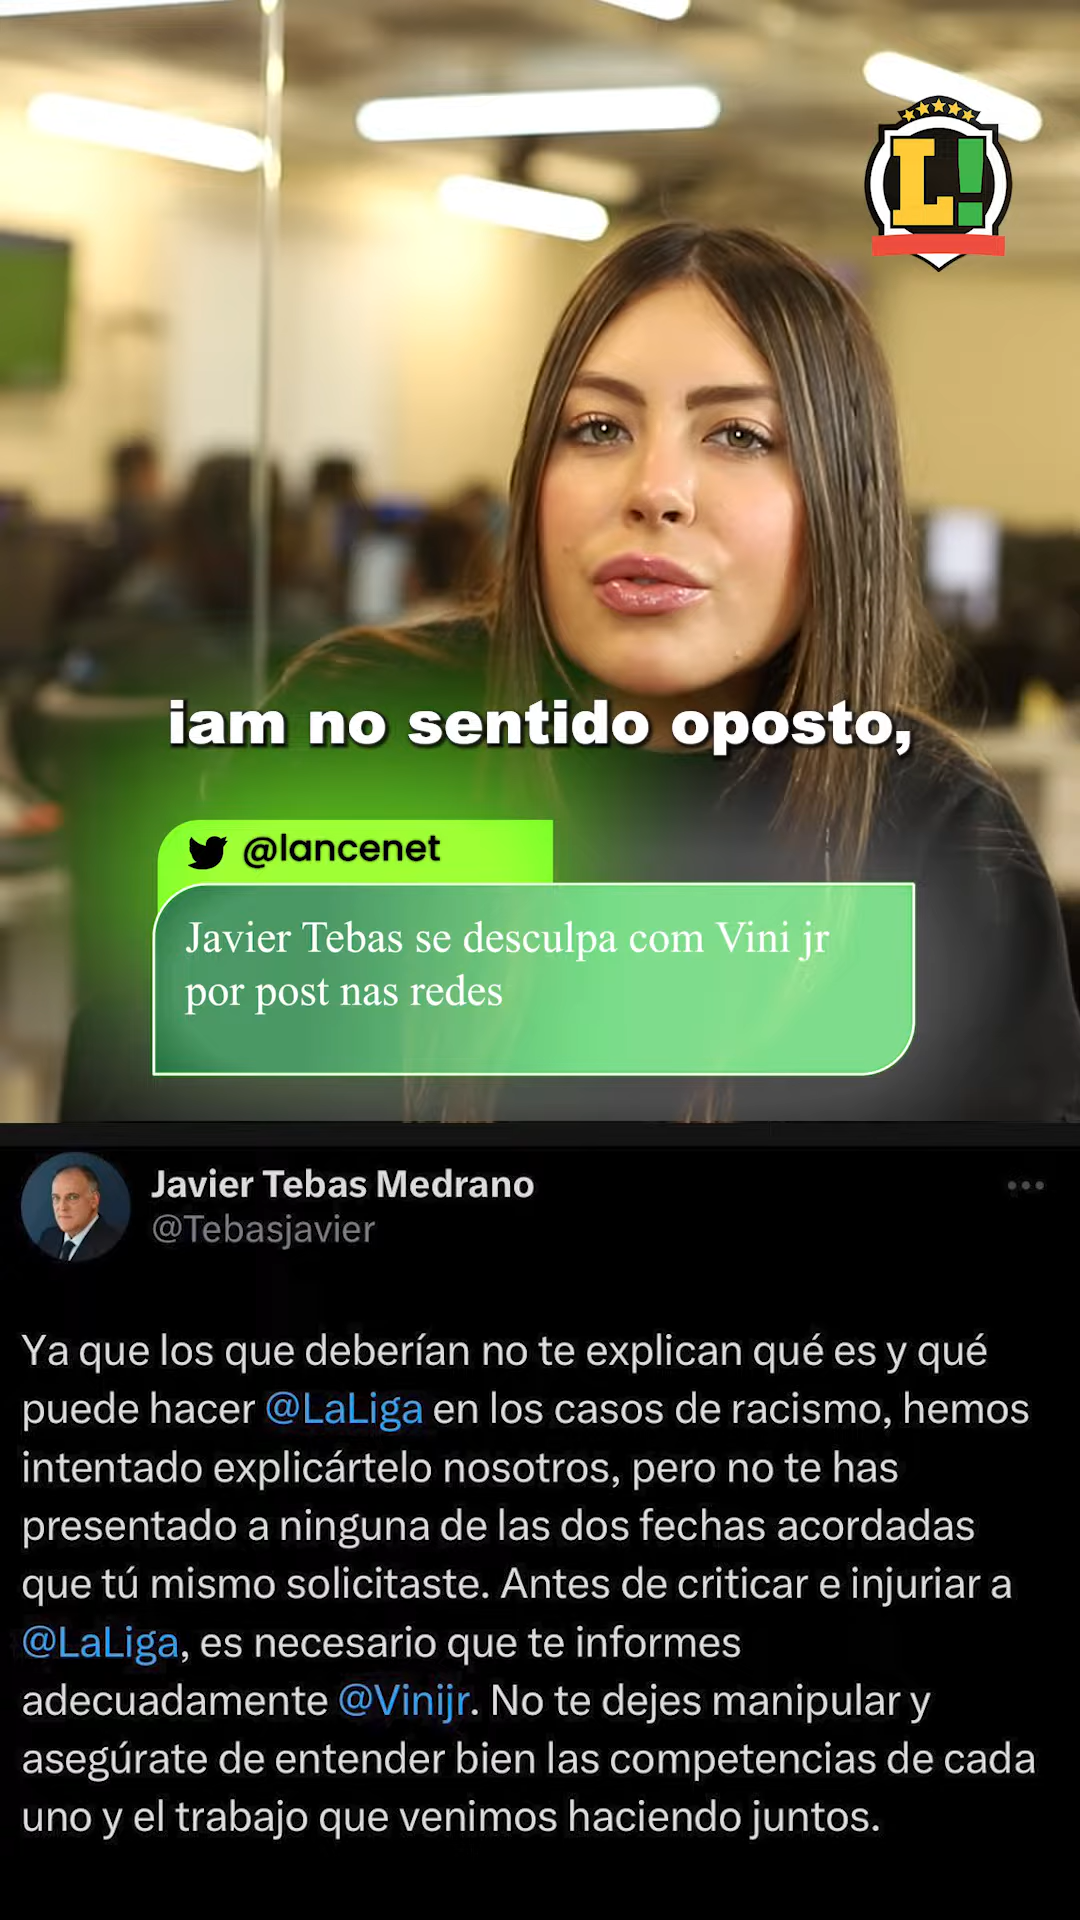 L!
iam no sentido oposto,
@lancenet
Javier Tebas se desculpa com Vini jr
por post nas redes
Javier Tebas Medrano
@Tebasjavier
Ya que los que deberían no te explican qué es y qué
puede hacer @LaLiga en los casos de racismo, hemos
intentado explicártelo nosotros, pero no te has
presentado a ninguna de las dos fechas acordadas
que tú mismo solicitaste. Antes de criticar e injuriar a
@LaLiga, es necesario que te informes
adecuadamente @Vinijr. No te dejes manipular y
asegúrate de entender bien las competencias de cada
uno y el trabajo que venimos haciendo juntos.